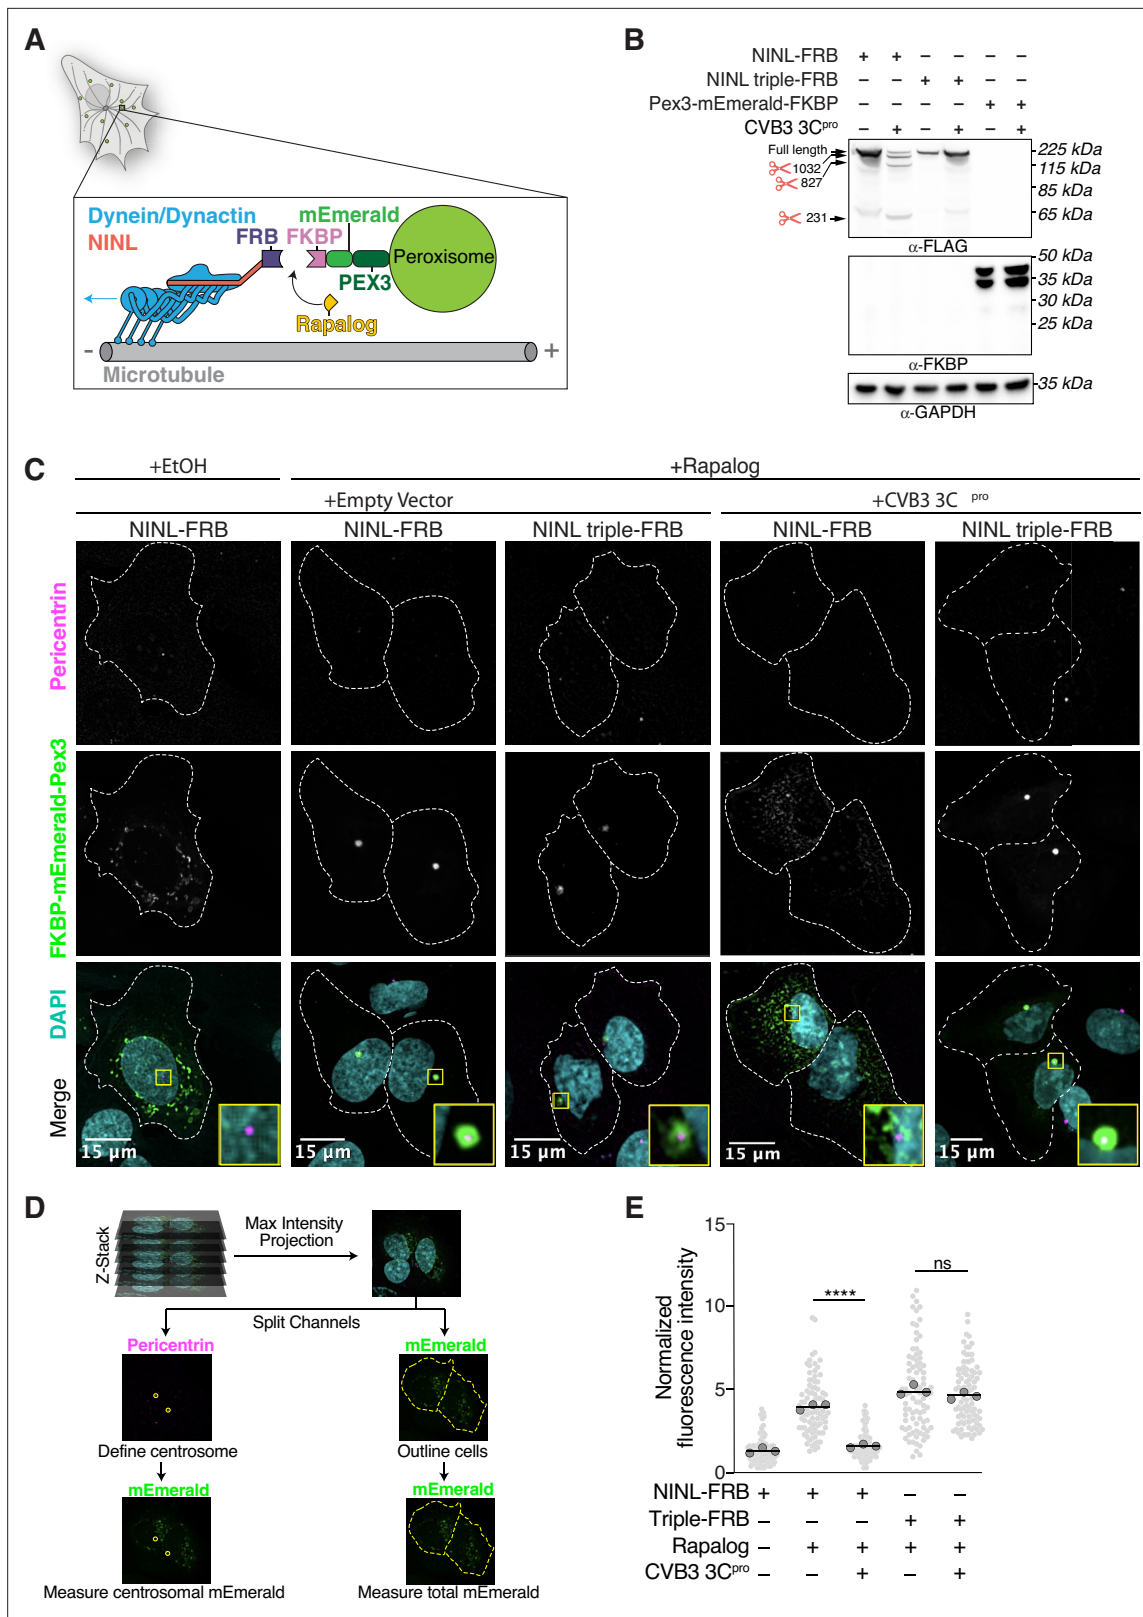 A
Dynein/Dynactin
NINL
FRB
FKBP
mEmerald
PEX3
Peroxisome
Rapalog
-
+
Microtubule
B
NINL-FRB + + – – – –
NINL triple-FRB – – + + – –
Pex3-mEmerald-FKBP – – – – + +
CVB3 3Cpro – + – + – +
Full length
1032
827
231
225 kDa
115 kDa
85 kDa
65 kDa
α-FLAG
50 kDa
35 kDa
30 kDa
25 kDa
α-FKBP
35 kDa
α-GAPDH
C
+EtOH
+Rapalog
+Empty Vector
+CVB3 3C pro
NINL-FRB
NINL-FRB
NINL triple-FRB
NINL-FRB
NINL triple-FRB
Pericentrin
FKBP-mEmerald-Pex3
DAPI
Merge
15 µm
15 µm
15 µm
15 µm
15 µm
D
Z-Stack
Max Intensity
Projection
Split Channels
Pericentrin
mEmerald
Define centrosome
Outline cells
mEmerald
mEmerald
Measure centrosomal mEmerald
Measure total mEmerald
E
Normalized
fluorescence intensity
15
10
5
0
****
ns
NINL-FRB + + + – –
Triple-FRB – – – + +
Rapalog – + + + +
CVB3 3Cpro – – + – +